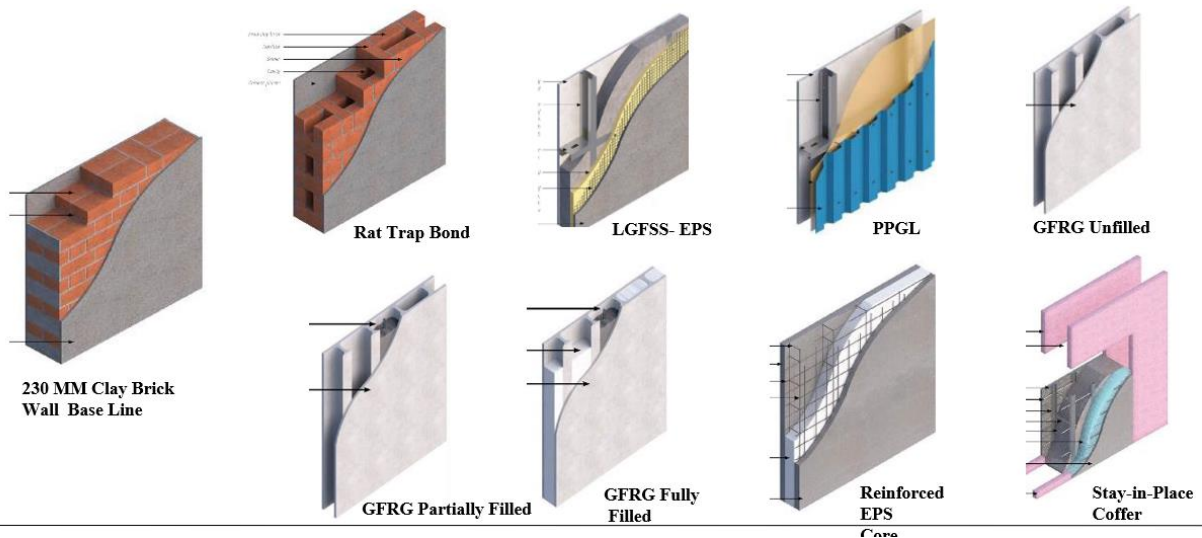 Rat Trap Bond
LGFSS- EPS
PPGL
GFRG Unfilled
230 MM Clay Brick
Wall Base Line
GFRG Partially Filled
GFRG Fully
Filled
Reinforced
EPS
Core
Stay-in-Place
Coffer